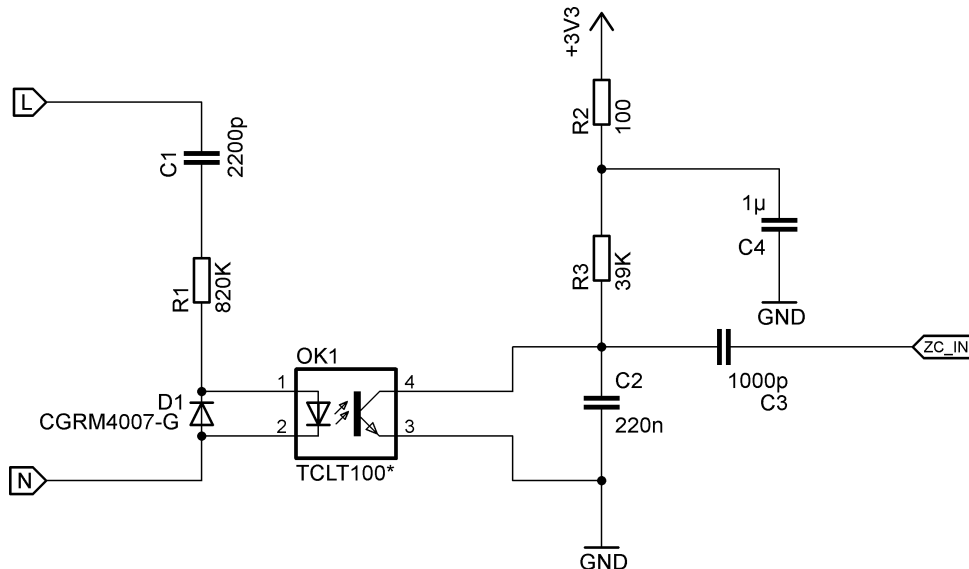 +3V3
L
R2
100
C1
2200p
1µ
C4
R1
820K
R3
39K
GND
OK1
ZC_IN
1
4
C2
1000p
C3
D1
CGRM4007-G
2
3
220n
TCLT100*
N
GND